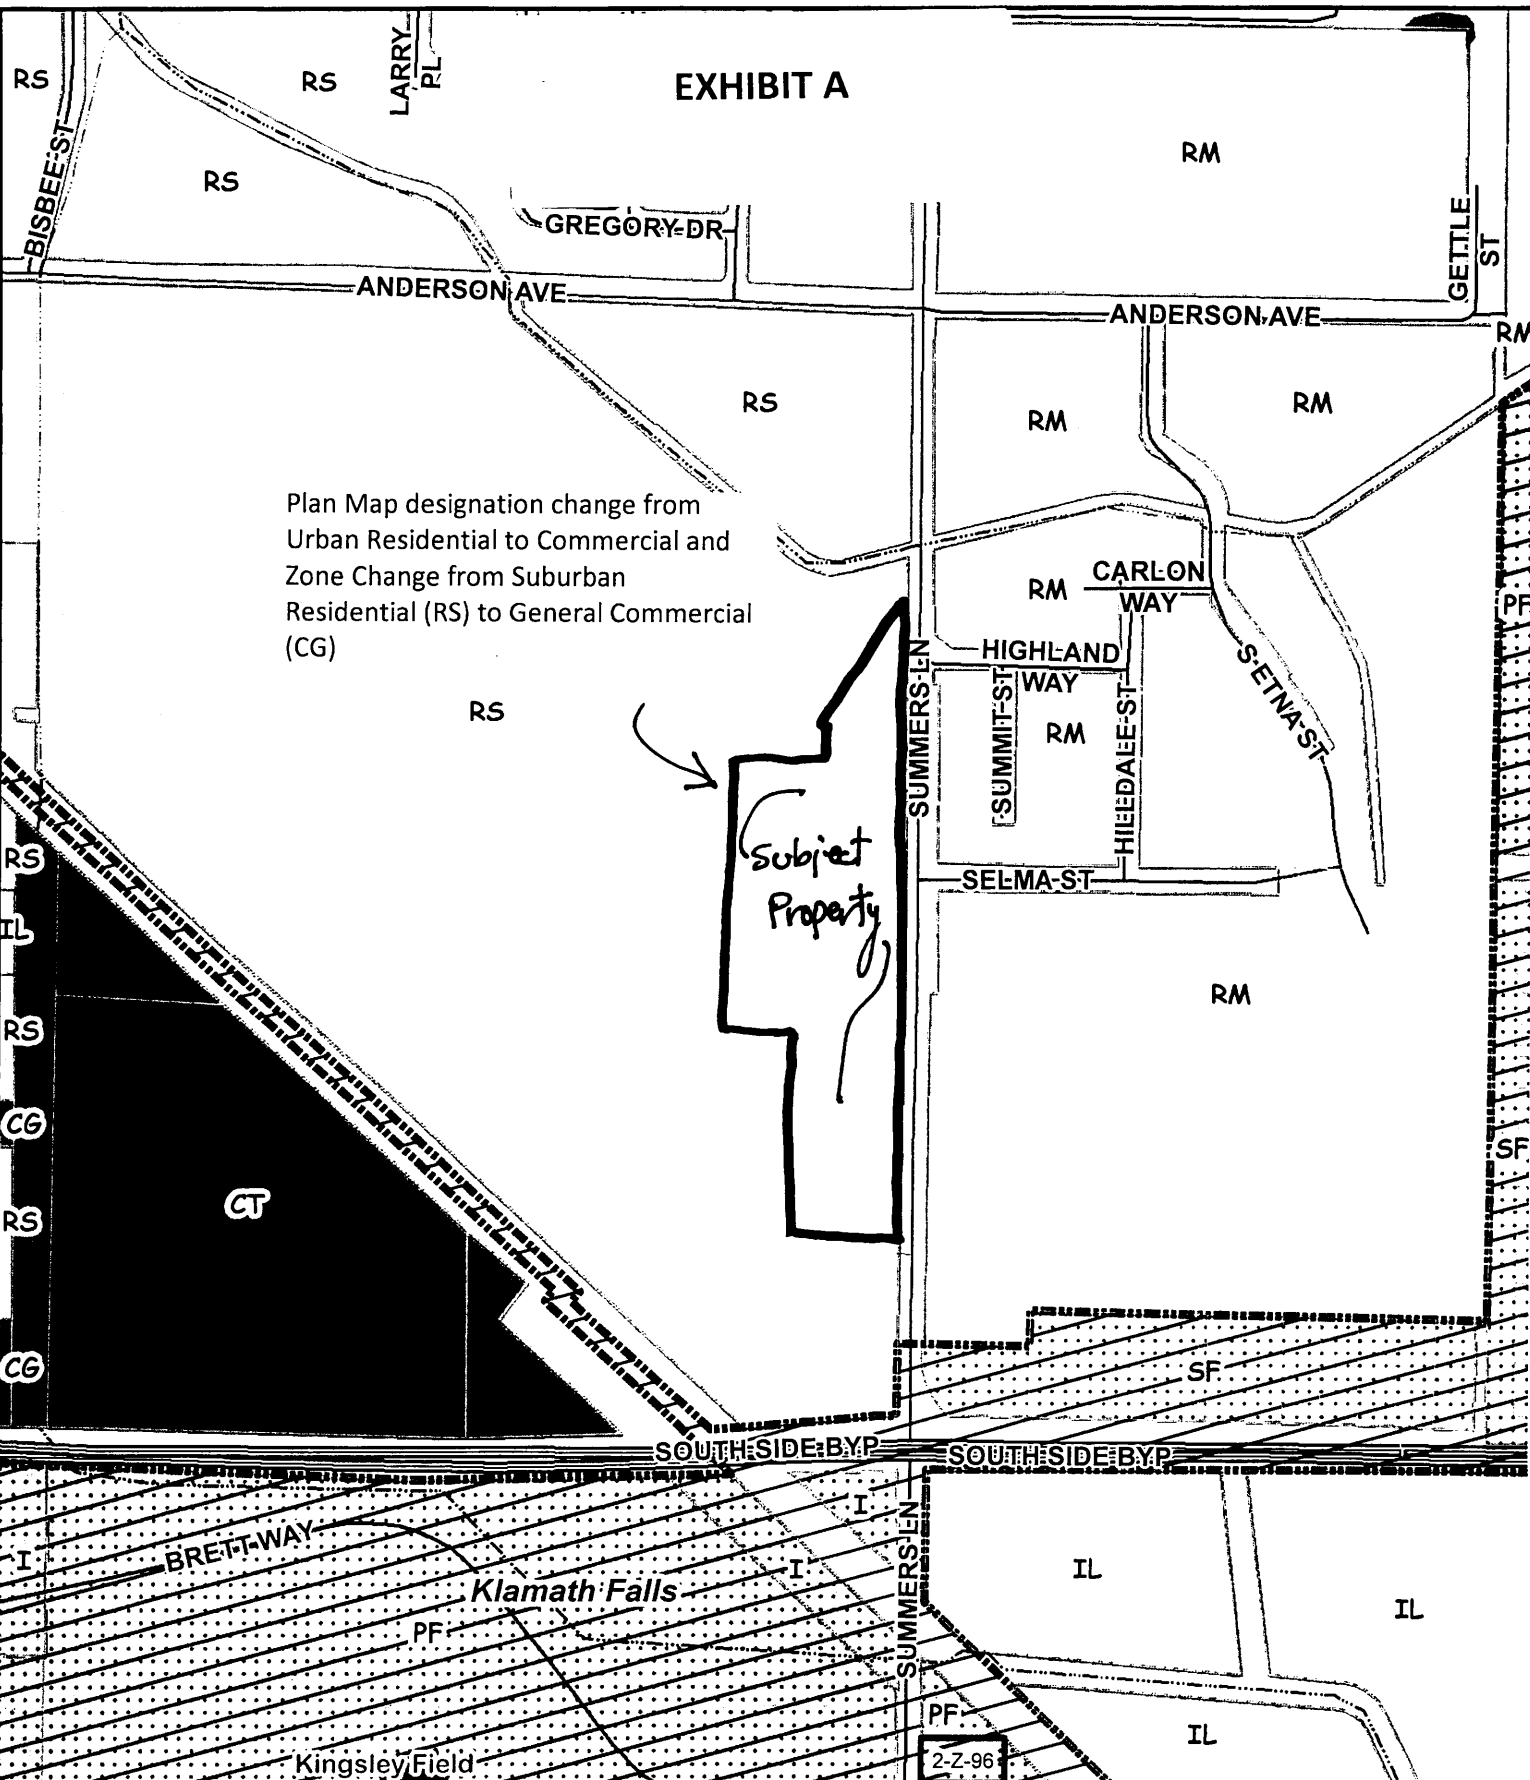 EXHIBIT A
RS
RS
LARRY
PL
BISBEE ST
RS
RM
GREGORY DR
GETTLE
ST
ANDERSON AVE
ANDERSON AVE
RM
RS
RM
RM
Plan Map designation change from
Urban Residential to Commercial and
Zone Change from Suburban
Residential (RS) to General Commercial
(CG)
RM
CARLON
WAY
PF
HIGHLAND
WAY
SUMMERS LN
SUMMIT ST
RM
HILLDALE ST
S ETNA ST
RS
Subject
Property
SELMA ST
RS
IL
RM
RS
CG
SF
CT
RS
CG
SF
SOUTH SIDE BYP
SOUTH SIDE BYP
I
I
BRETT WAY
I
SUMMERS LN
IL
IL
Klamath Falls
PF
PF
IL
Kingsley Field
2-Z-96